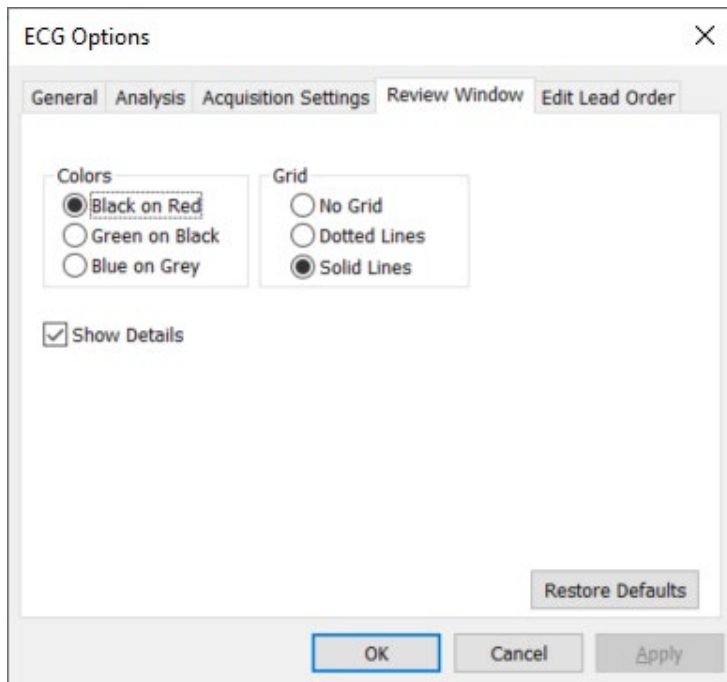 ECG Options
General Analysis Acquisition Settings Review Window Edit Lead Order
Colors
Black on Red
Green on Black
Blue on Grey
Grid
No Grid
Dotted Lines
Solid Lines
Show Details
Restore Defaults
OK Cancel Apply